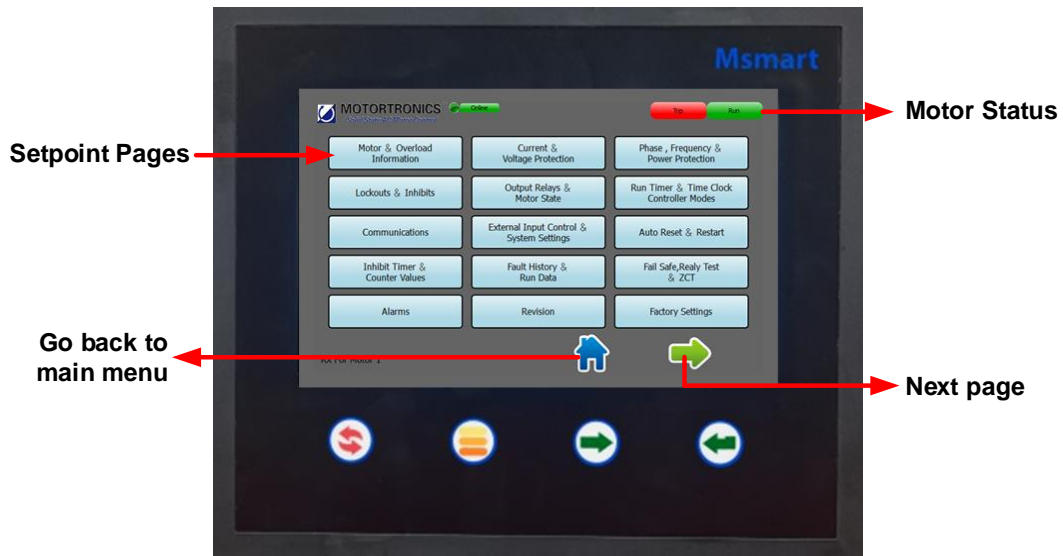 Msmart
MOTORTRONICS
Online
Trip
Run
Motor Status
Setpoint Pages
Motor & Overload
Information
Current &
Voltage Protection
Phase , Frequency &
Power Protection
Lockouts & Inhibits
Output Relays &
Motor State
Run Timer & Time Clock
Controller Modes
Communications
External Input Control &
System Settings
Auto Reset & Restart
Inhibit Timer &
Counter Values
Fault History &
Run Data
Fail Safe,Realy Test
& ZCT
Alarms
Revision
Factory Settings
Go back to
main menu
For Motor 1
Next page